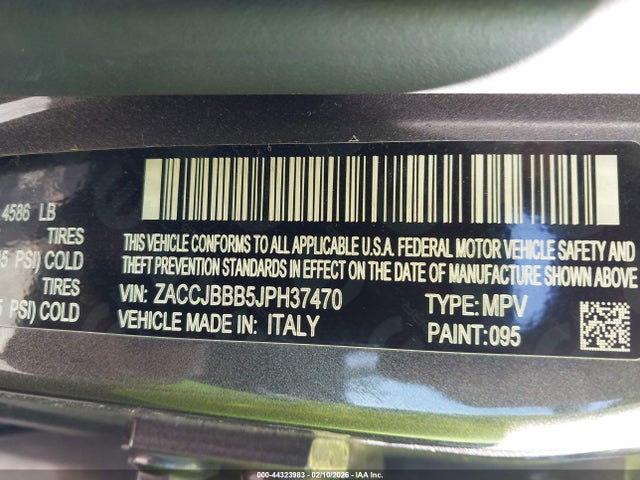 4586 LB
TIRES
PSI) COLD
TIRES
5 PSI) COLD
THIS VEHICLE CONFORMS TO ALL APPLICABLE U.S.A. FEDERAL MOTOR VEHICLE SAFETY AND
THEFT PREVENTION STANDARDS IN EFFECT ON THE DATE OF MANUFACTURE SHOWN ABOVE
VIN: ZACCJBBB5JPH37470 TYPE: MPV
VEHICLE MADE IN: ITALY PAINT: 095
000-44323983 | 02/10/2026 | IAA Inc.